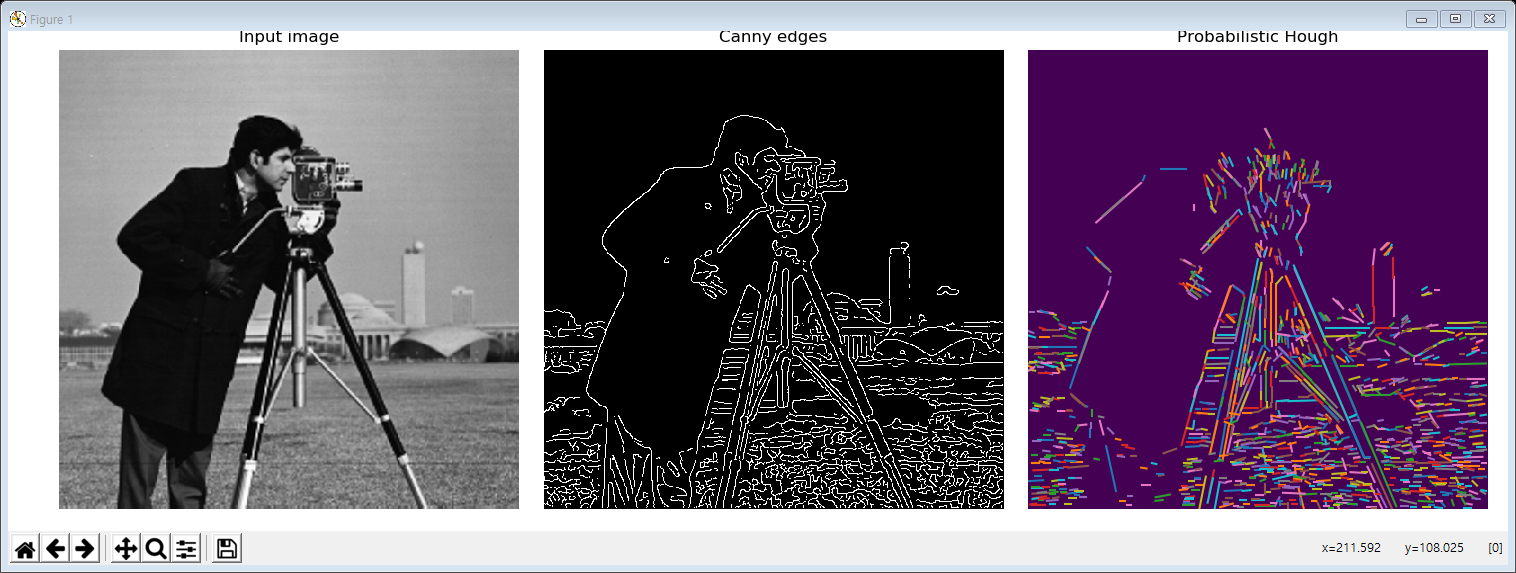 Figure 1
Input image
Canny edges
Probabilistic Hough
x=211.592 y=108.025 [0]